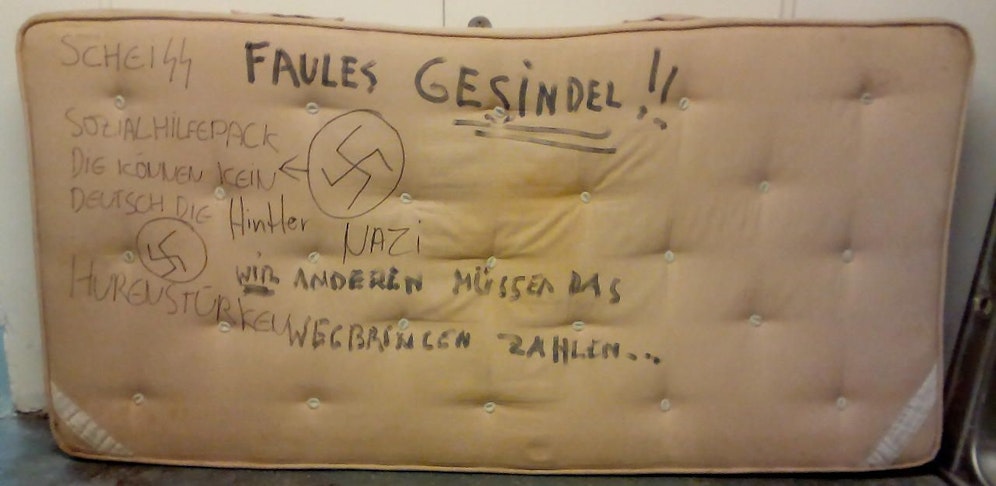 SCHEISS
FAULES GESINDEL !!
SOZIALHILFEPACK
DIE KÖNNEN KEIN
DEUTSCH DIE
Hintler
NAZi
HURENSTÜRKEN
WIR ANDEREN MÜSSEN DAS
WEGBRINGEN ZAHLEN...